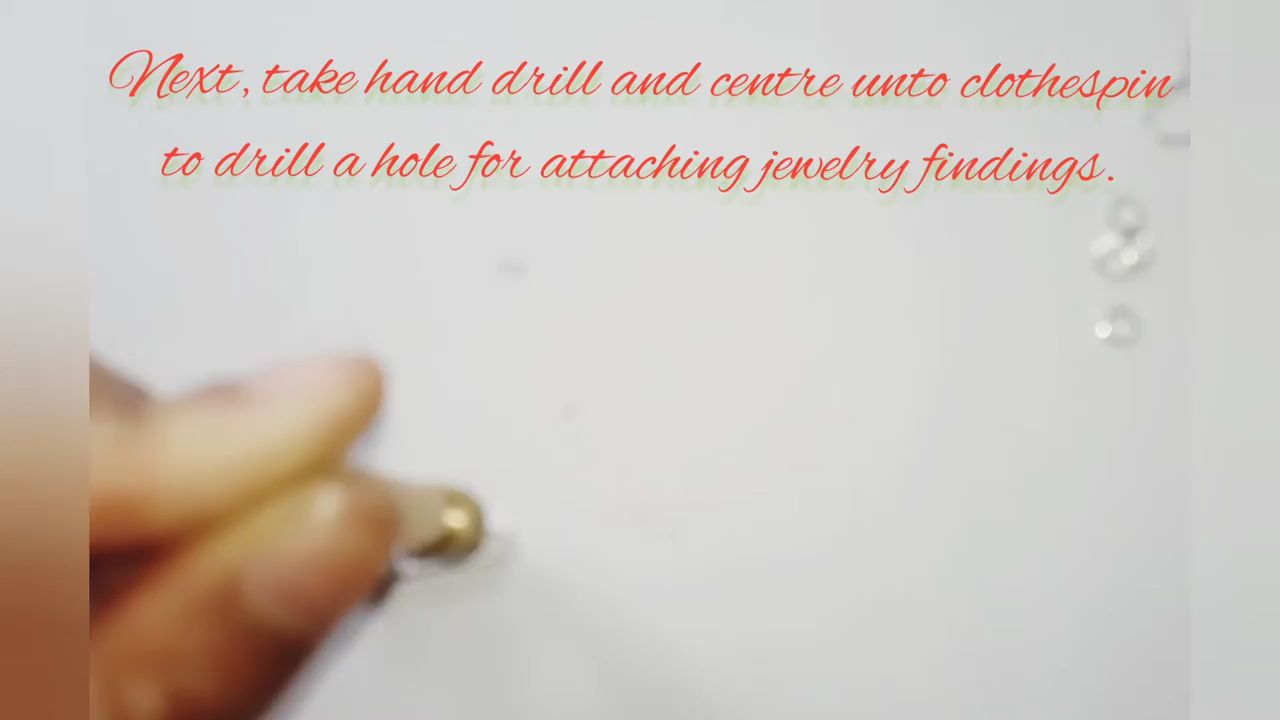 Next, take hand drill and centre unto clothespin
to drill a hole for attaching jewelry findings.